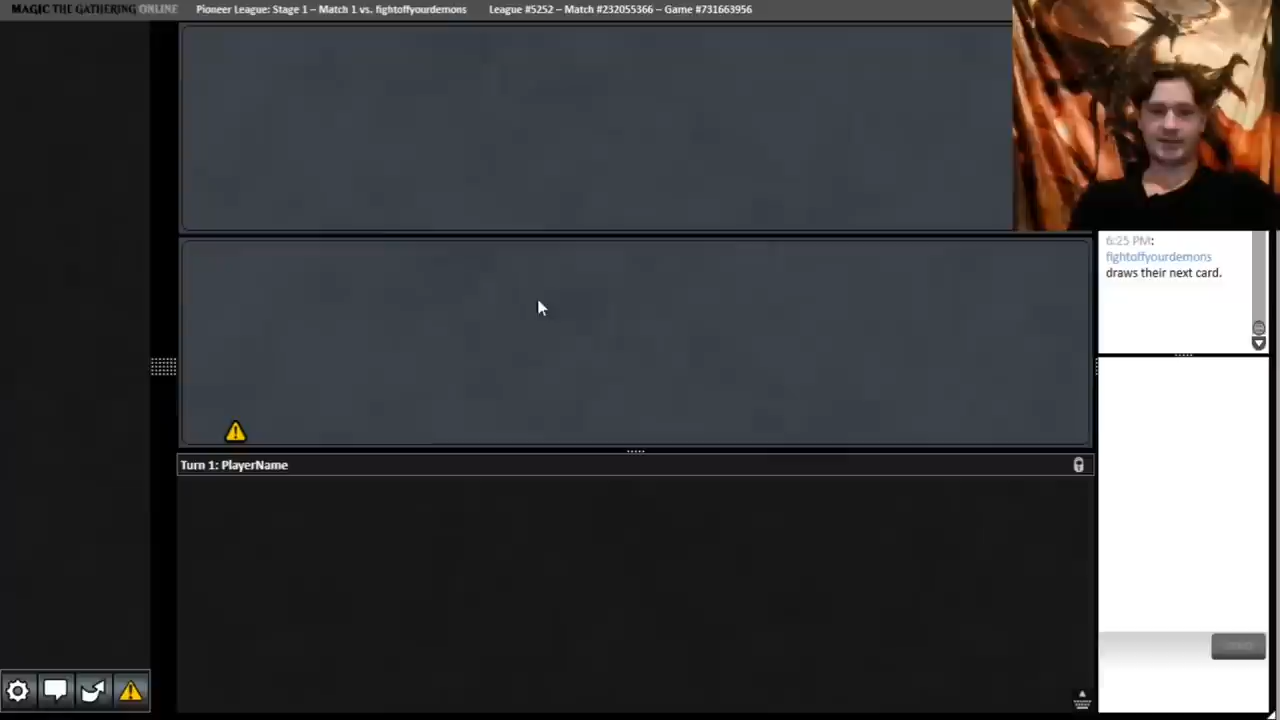 MAGIC THE GATHERING ONLINE
Pioneer League: Stage 1 – Match 1 vs. fightoffyourdemons
League #5252 – Match #232055366 – Game #731663956
6:25 PM:
fightoffyourdemons
draws their next card.
Turn 1: PlayerName